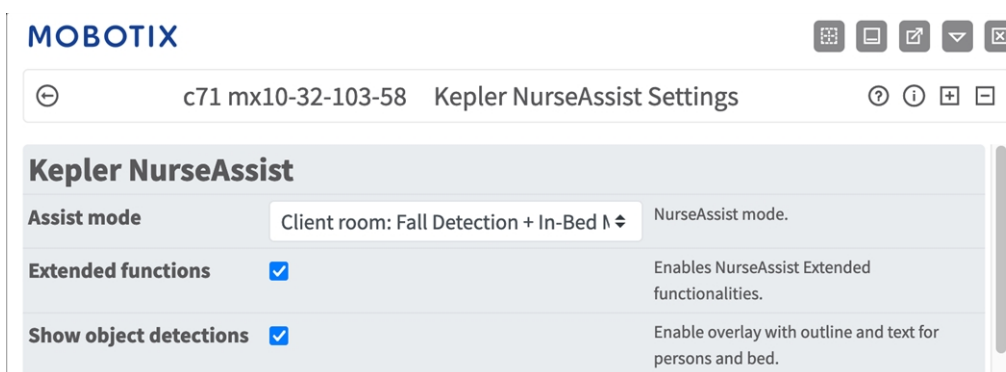 MOBOTIX
c71 mx10-32-103-58 Kepler NurseAssist Settings
Kepler NurseAssist
Assist mode
Client room: Fall Detection + In-Bed
NurseAssist mode.
Extended functions
Enables NurseAssist Extended
functionalities.
Show object detections
Enable overlay with outline and text for
persons and bed.